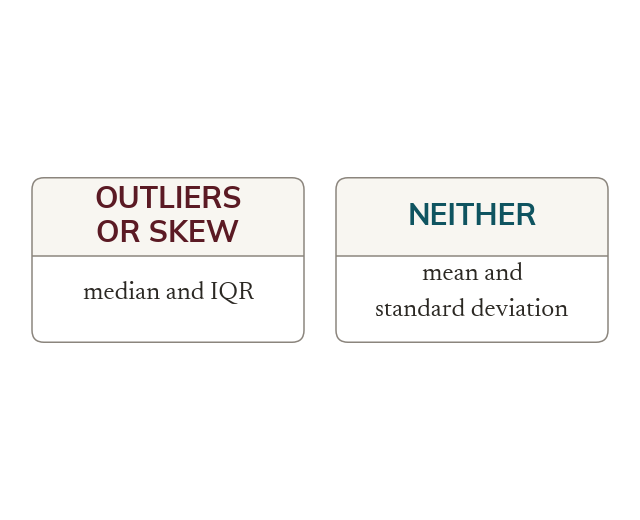 OUTLIERS
OR SKEW
median and IQR
NEITHER
mean and
standard deviation